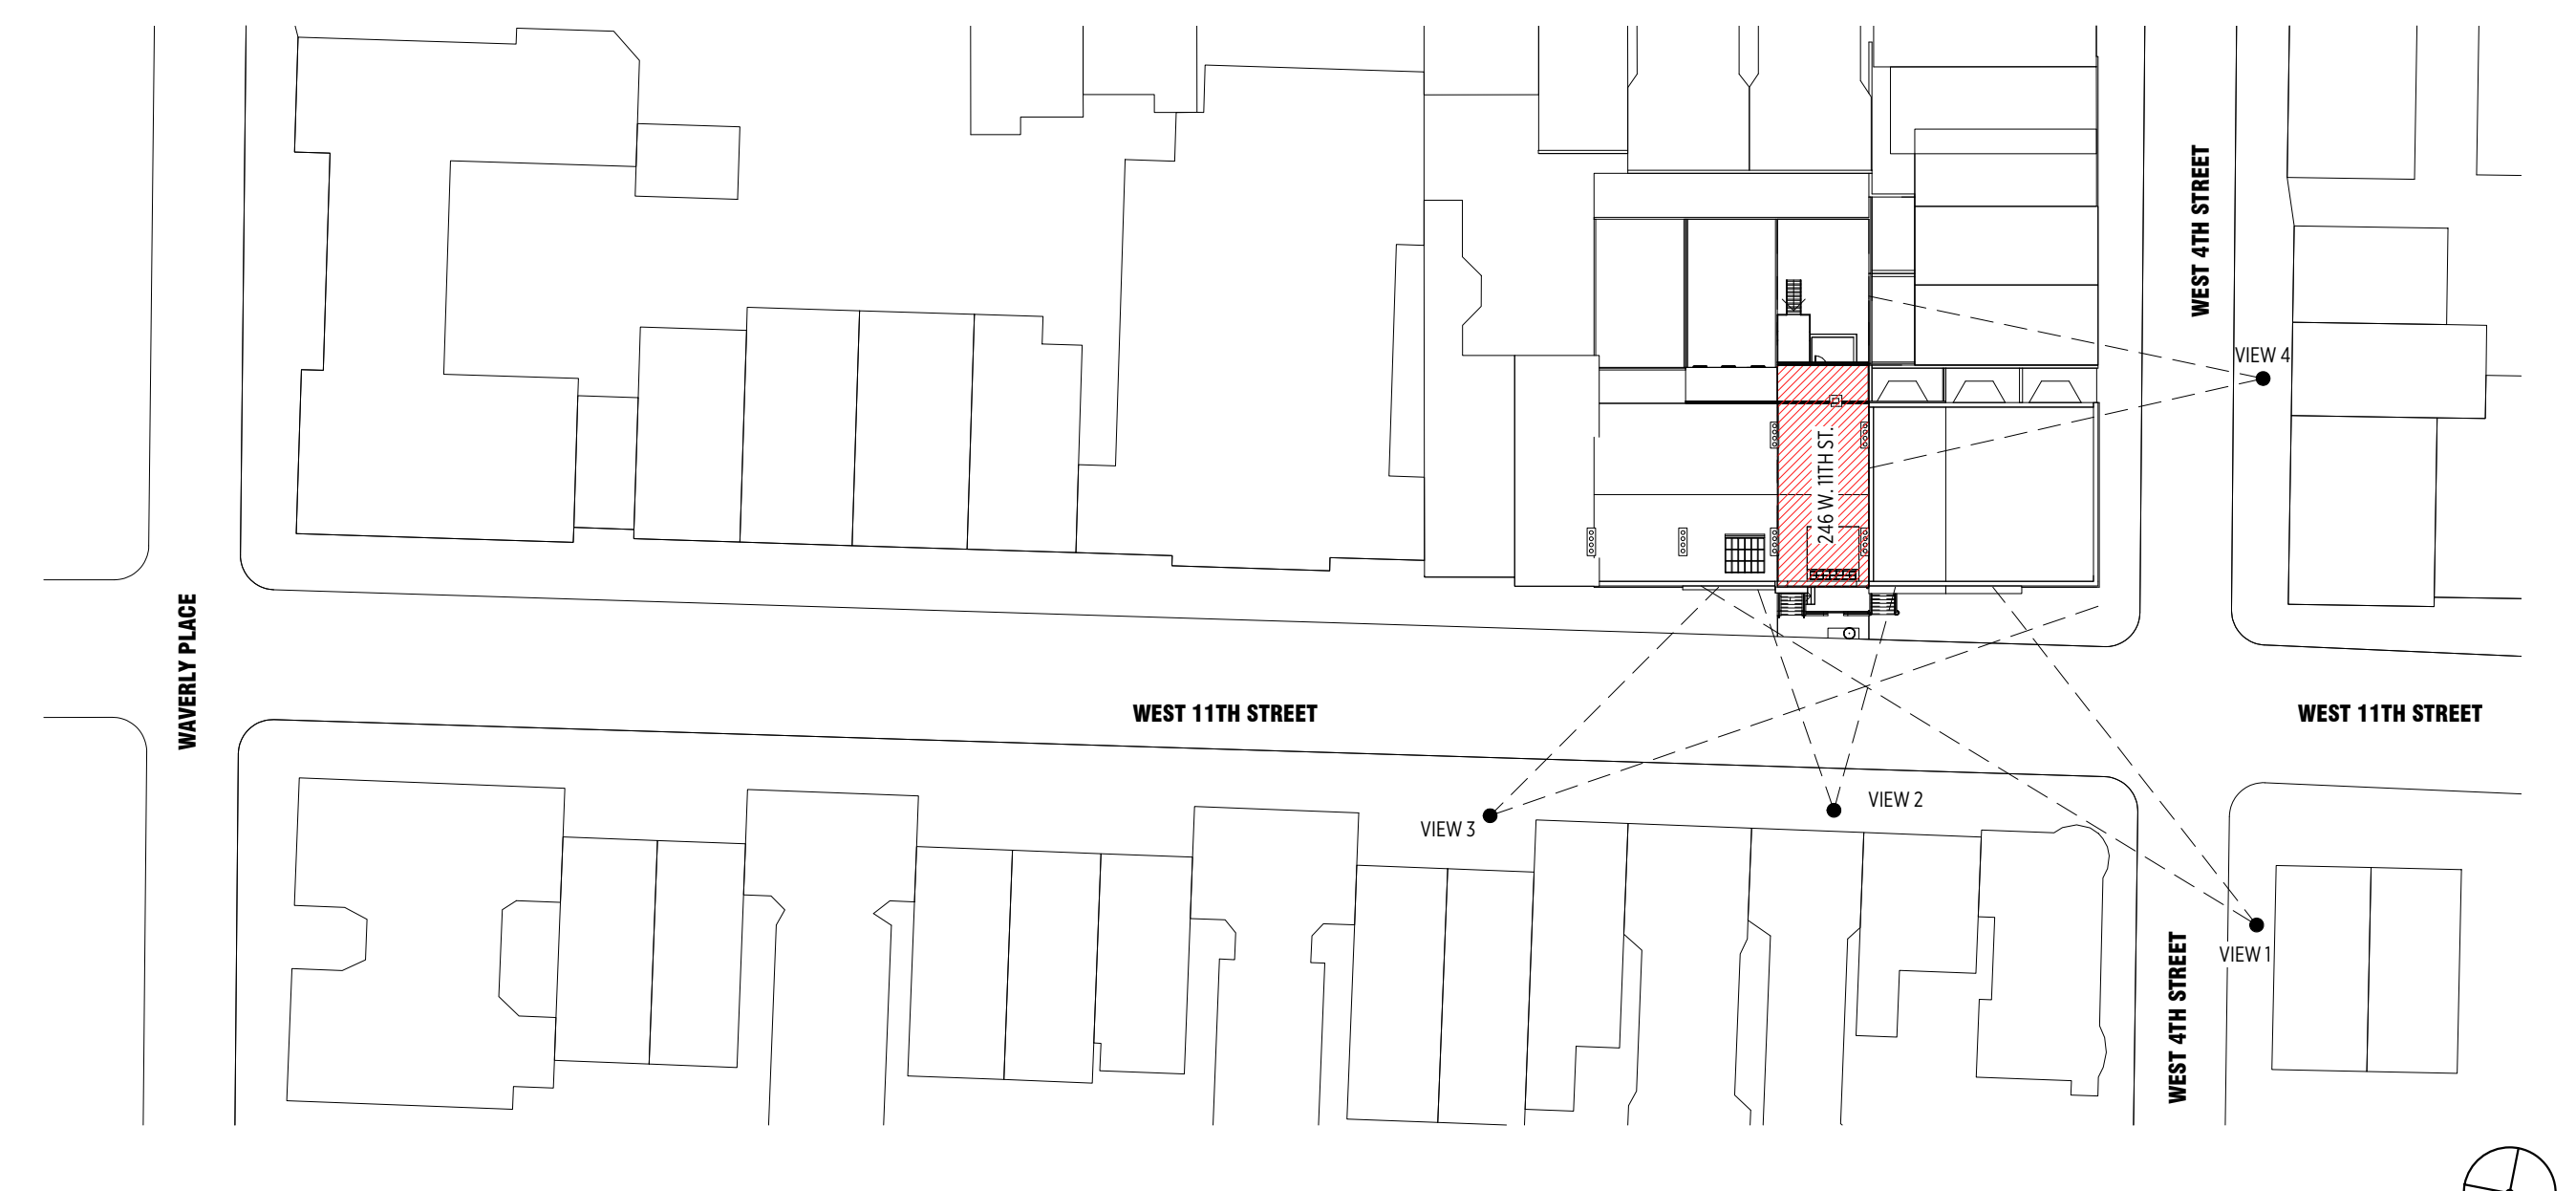 WEST 4TH STREET
VIEW 4
246 W. 11TH ST.
WAVERLY PLACE
WEST 11TH STREET
WEST 11TH STREET
VIEW 2
VIEW 3
VIEW 1
WEST 4TH STREET